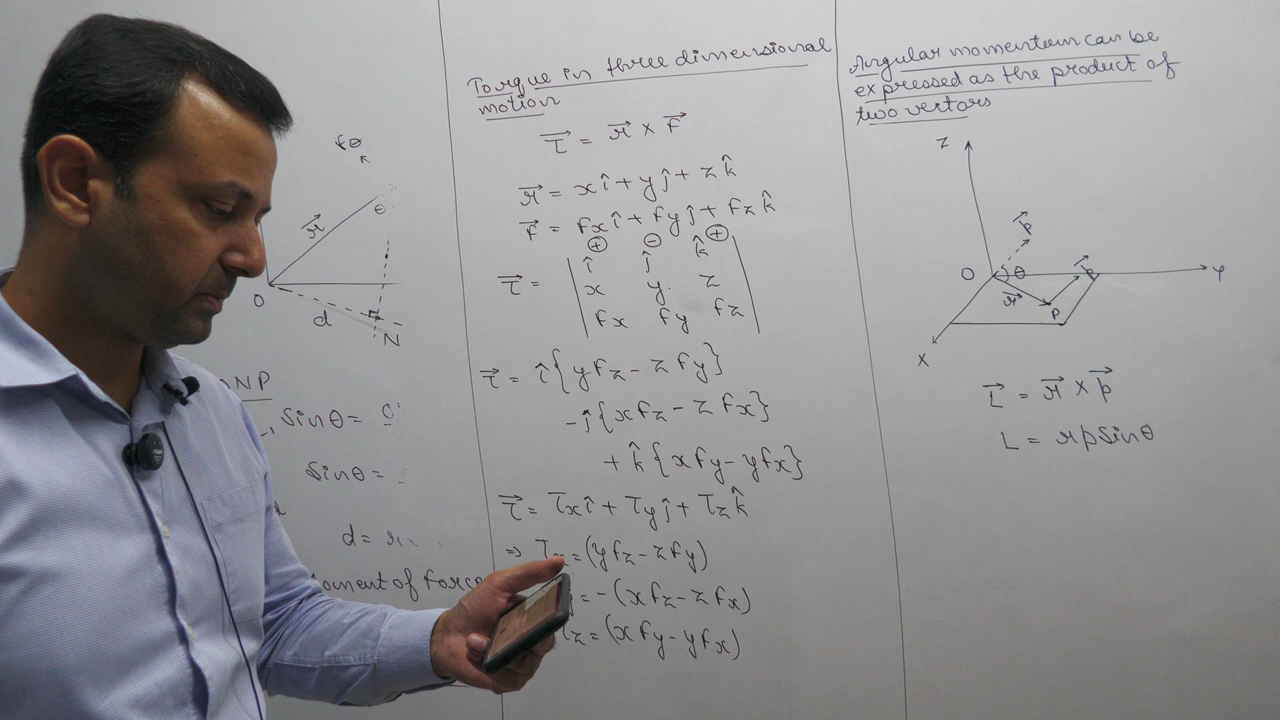 FΘ
r⃗
Θ
O
d
N
ΔNP
Sinθ =
Sinθ =
d = r
Moment of force
Torque in three dimensional
motion
τ⃗ = r⃗ × F⃗
r⃗ = xî + yĵ + zk̂
F⃗ = Fxî + Fyĵ + Fzk̂
⊕ ⊖ ⊕
τ⃗ = | î ĵ k̂ |
| x y z |
| Fx Fy Fz |
τ⃗ = î{yFz - zFy}
-ĵ{xFz - zFx}
+ k̂{xFy - yFx}
τ⃗ = τxî + τyĵ + τzk̂
⇒ τx = (yFz - zFy)
= -(xFz - zFx)
τz = (xFy - yFx)
Angular momentum can be
expressed as the product of
two vectors
Z
p⃗
O θ p⃗ Y
r⃗ P
X
L⃗ = r⃗ × p⃗
L = rpSinθ